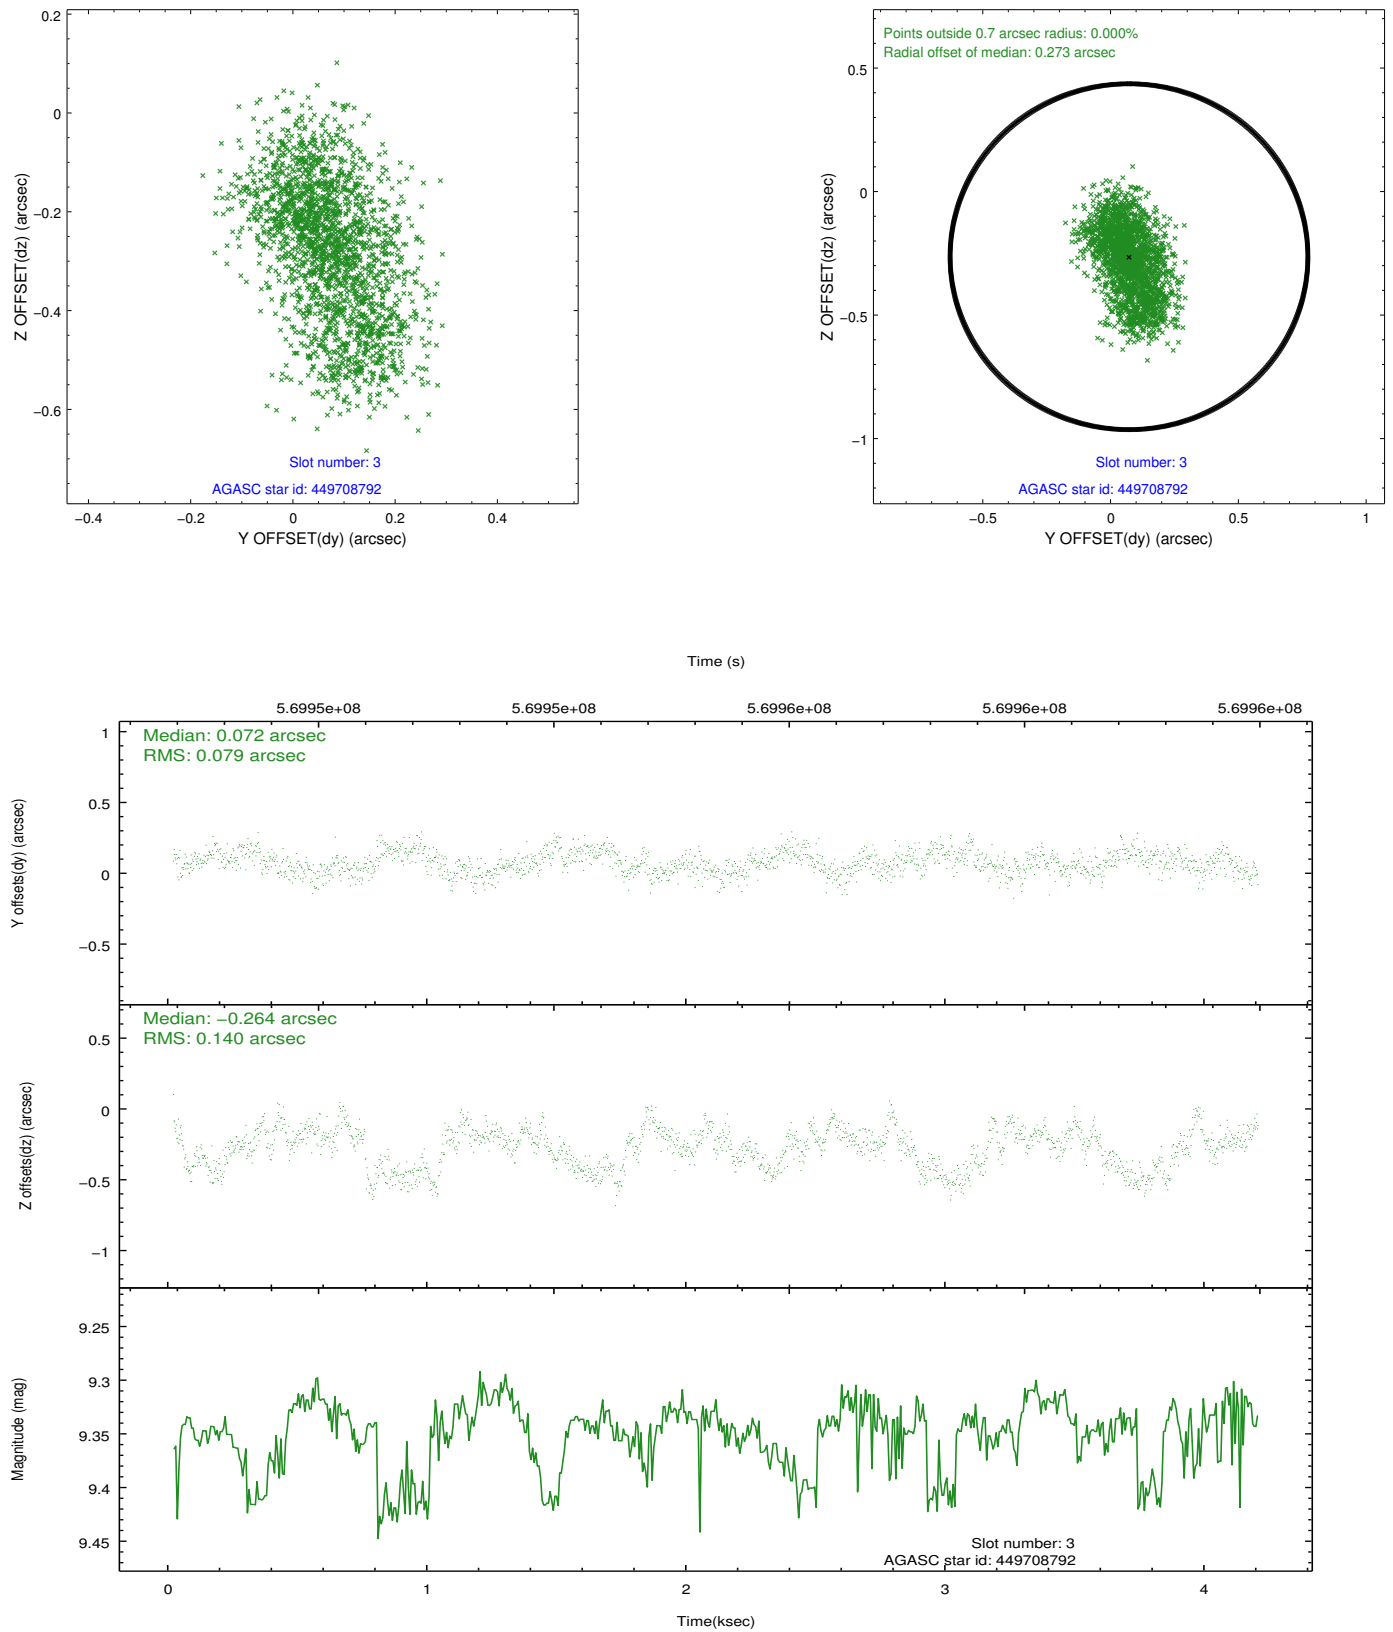 0.2
0
−0.2
−0.4
−0.6
Z OFFSET(dz) (arcsec)
Slot number: 3
AGASC star id: 449708792
−0.4
−0.2
0
0.2
0.4
Y OFFSET(dy) (arcsec)
Points outside 0.7 arcsec radius: 0.000%
Radial offset of median: 0.273 arcsec
0.5
0
−0.5
−1
Z OFFSET(dz) (arcsec)
Slot number: 3
AGASC star id: 449708792
−0.5
0
0.5
1
Y OFFSET(dy) (arcsec)
Time (s)
5.6995e+08
5.6995e+08
5.6996e+08
5.6996e+08
5.6996e+08
Median: 0.072 arcsec
RMS: 0.079 arcsec
1
0.5
0
−0.5
Y offsets(dy) (arcsec)
Median: −0.264 arcsec
RMS: 0.140 arcsec
0.5
0
−0.5
−1
Z offsets(dz) (arcsec)
9.25
9.3
9.35
9.4
9.45
Magnitude (mag)
Slot number: 3
AGASC star id: 449708792
0
1
2
3
4
Time(ksec)